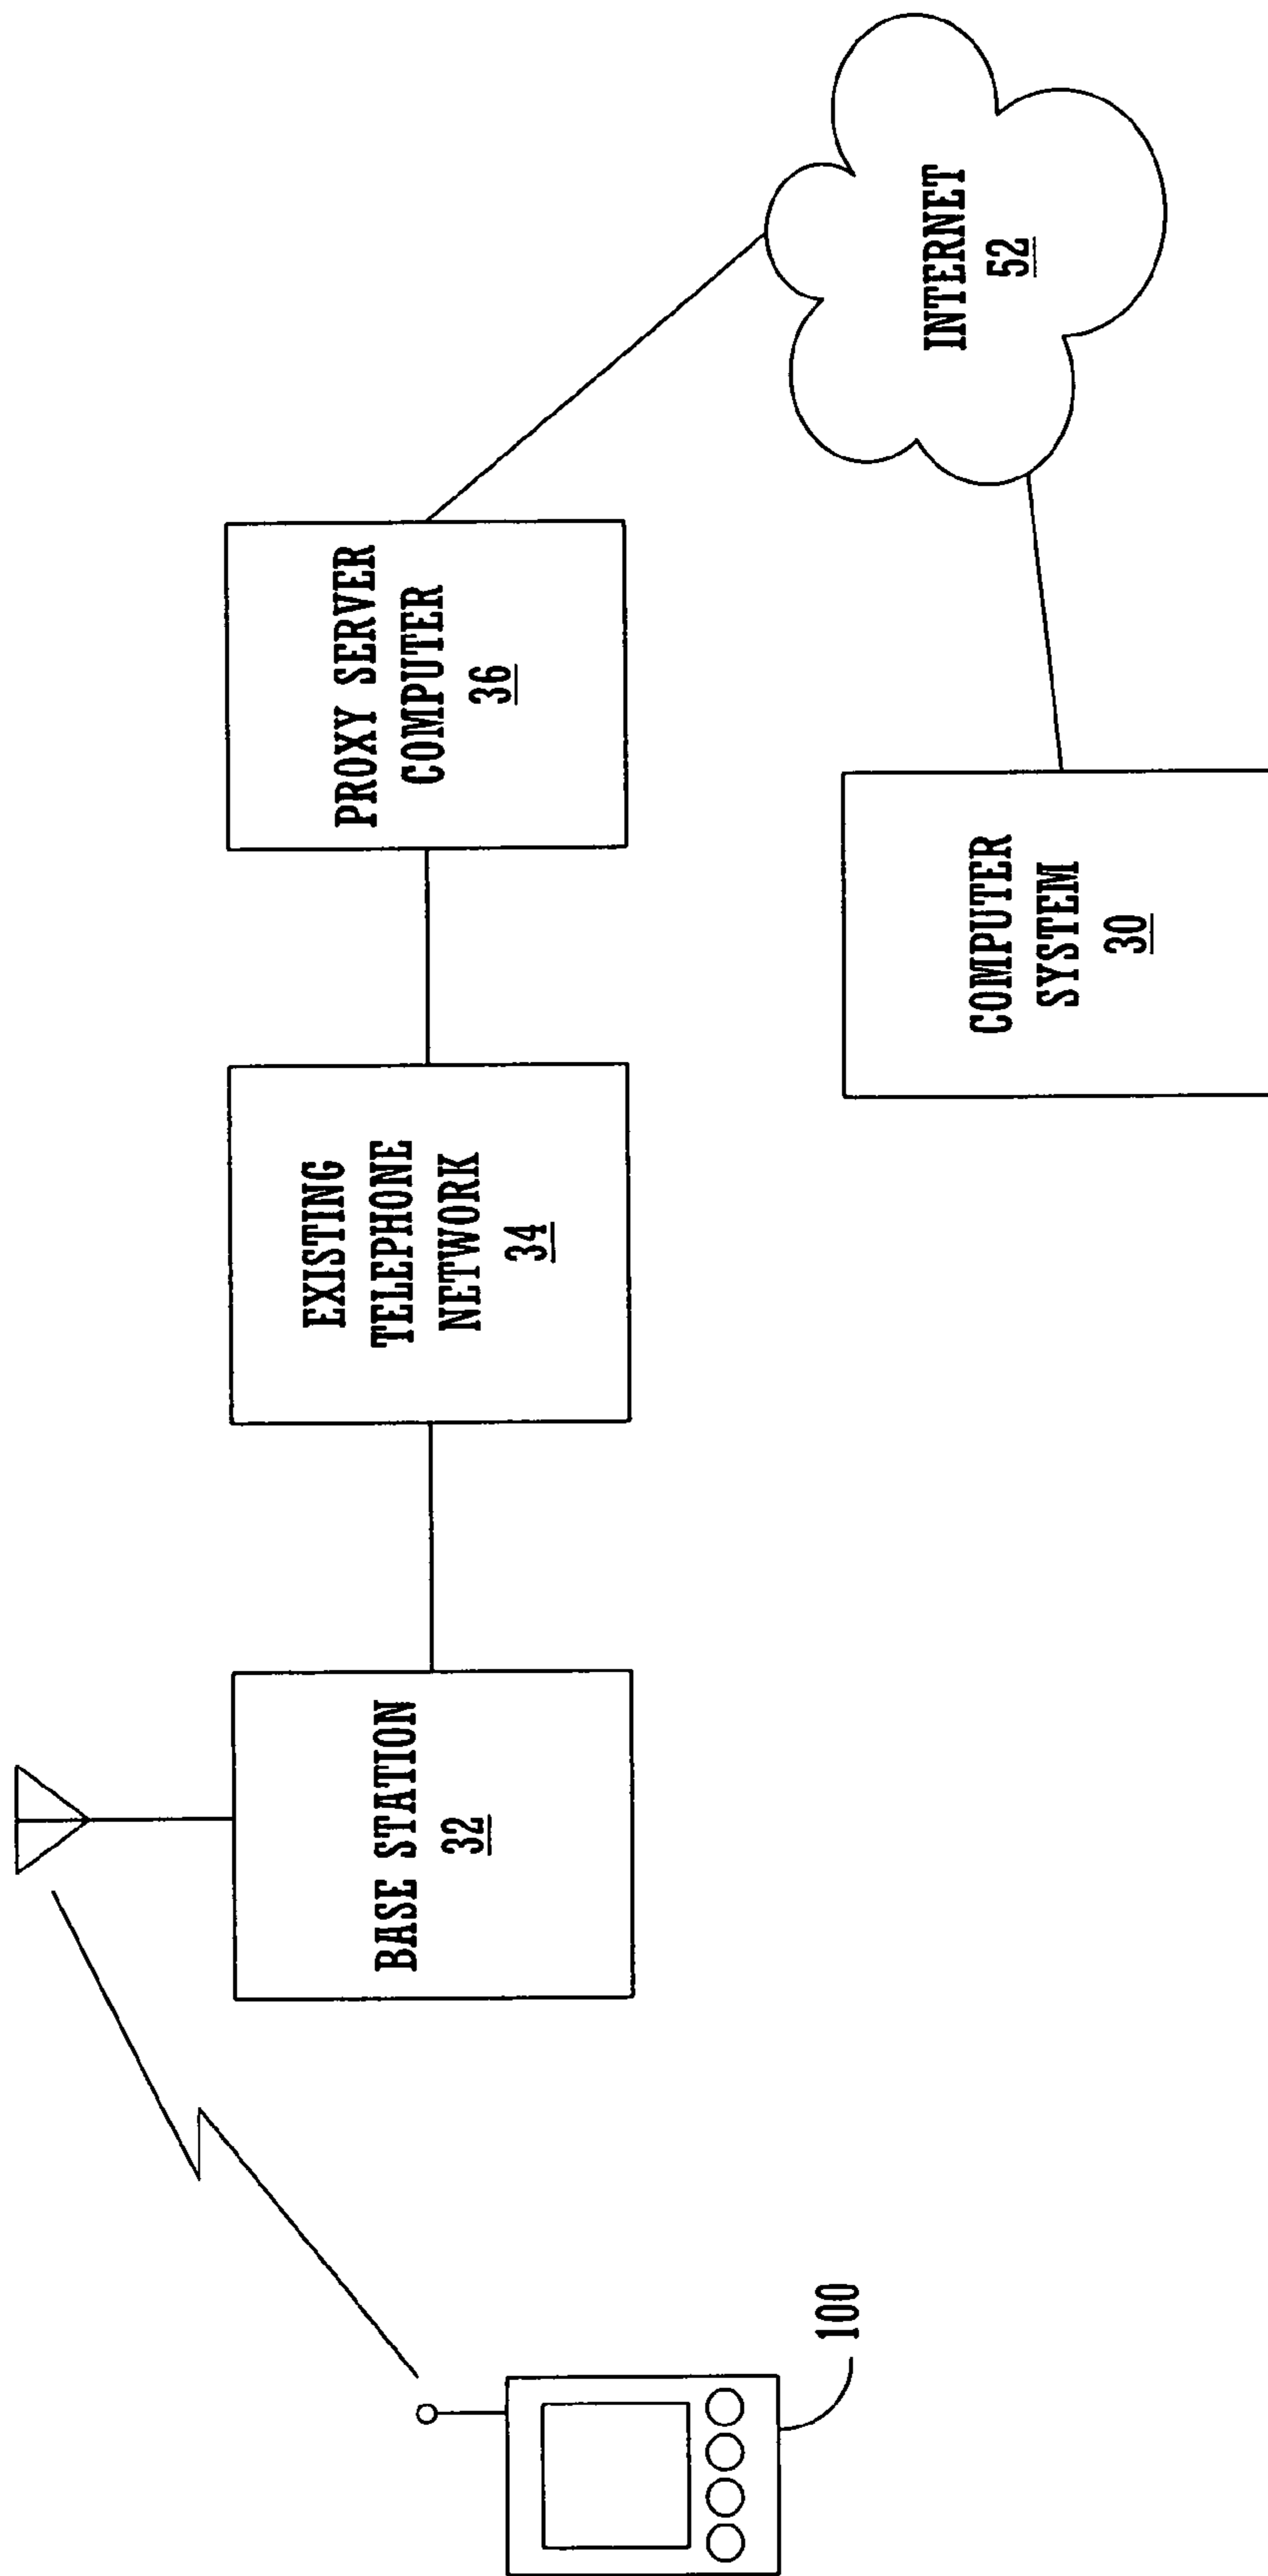 BASE STATION
32
EXISTING
TELEPHONE
NETWORK
34
PROXY SERVER
COMPUTER
36
INTERNET
52
100
COMPUTER
SYSTEM
30